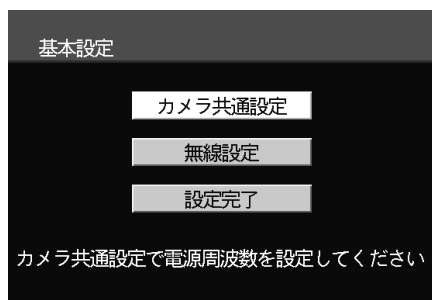 基本設定
カメラ共通設定
無線設定
設定完了
カメラ共通設定で電源周波数を設定してください